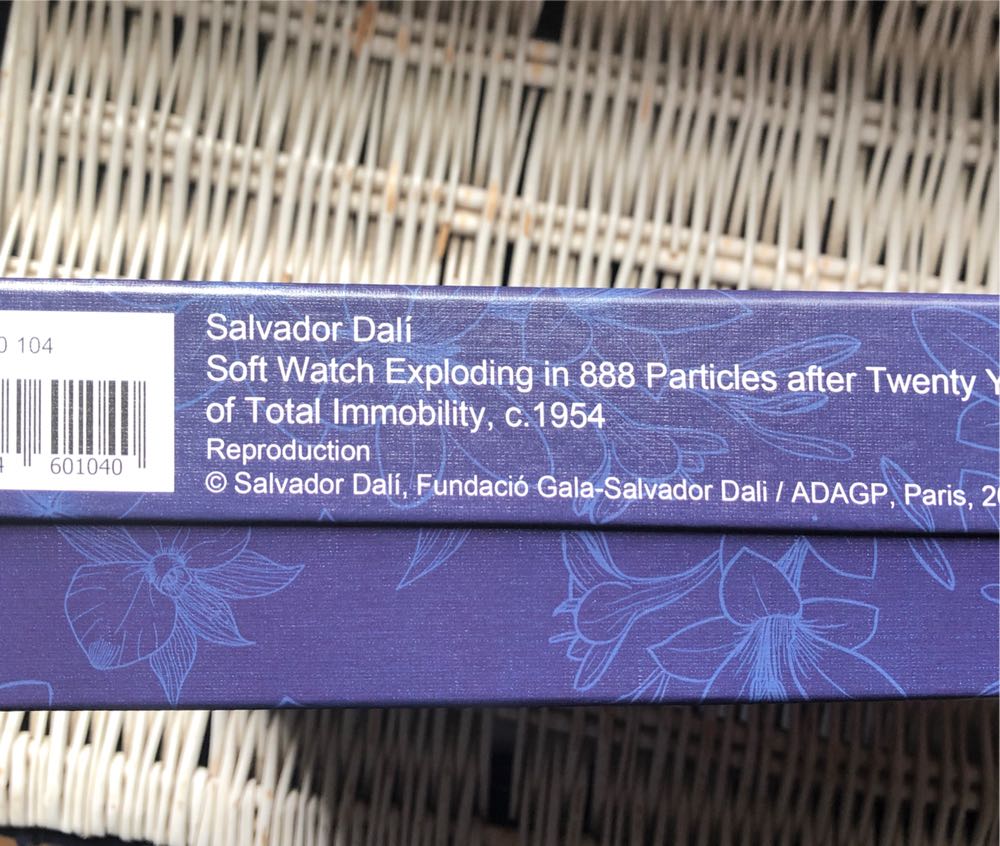 0 104
601040
Salvador Dalí
Soft Watch Exploding in 888 Particles after Twenty
of Total Immobility, c.1954
Reproduction
© Salvador Dalí, Fundació Gala-Salvador Dali / ADAGP, Paris,